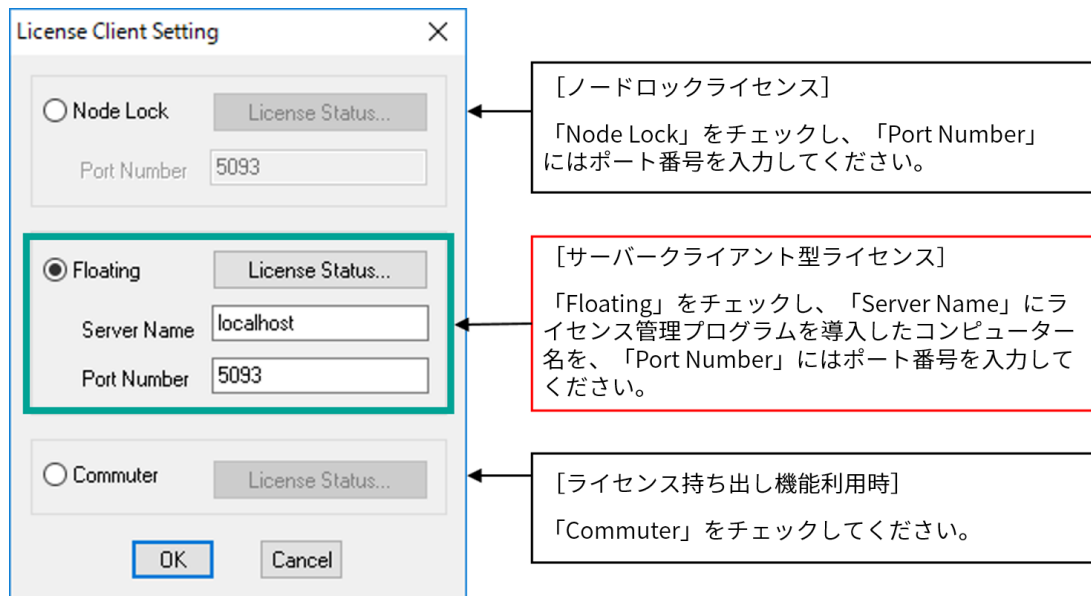 License Client Setting
Node Lock
License Status...
Port Number
5093
［ノードロックライセンス］
「Node Lock」をチェックし、「Port Number」
にはポート番号を入力してください。
Floating
License Status...
Server Name
localhost
Port Number
5093
［サーバークライアント型ライセンス］
「Floating」をチェックし、「Server Name」にラ
イセンス管理プログラムを導入したコンピューター
名を、「Port Number」にはポート番号を入力して
ください。
Commuter
License Status...
［ライセンス持ち出し機能利用時］
「Commuter」をチェックしてください。
OK
Cancel